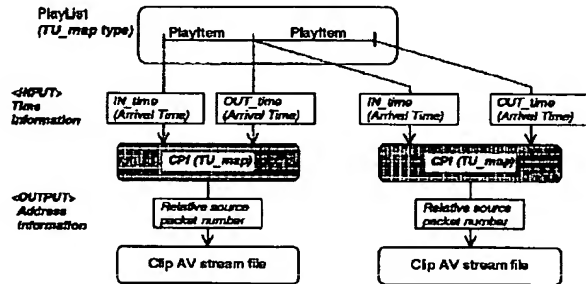 PlayList
(TU_map type)
PlayItem
PlayItem
<INPUT>
Time
Information
IN_time
(Arrival Time)
OUT_time
(Arrival Time)
IN_time
(Arrival Time)
OUT_time
(Arrival Time)
CPI (TU_map)
CPI (TU_map)
<OUTPUT>
Address
Information
Relative source
packet number
Relative source
packet number
Clip AV stream file
Clip AV stream file